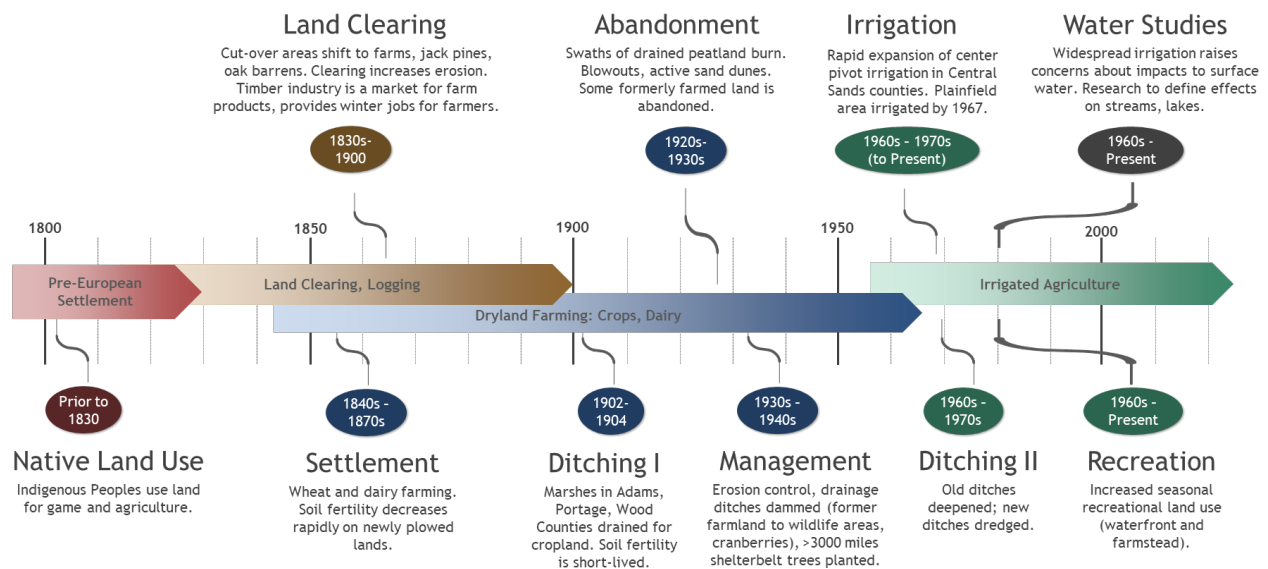 Land Clearing
Cut-over areas shift to farms, jack pines,
oak barrens. Clearing increases erosion.
Timber industry is a market for farm
products, provides winter jobs for farmers.
1830s-
1900
Abandonment
Swaths of drained peatland burn.
Blowouts, active sand dunes.
Some formerly farmed land is
abandoned.
1920s-
1930s
Irrigation
Rapid expansion of center
pivot irrigation in Central
Sands counties. Plainfield
area irrigated by 1967.
1960s – 1970s
(to Present)
Water Studies
Widespread irrigation raises
concerns about impacts to surface
water. Research to define effects
on streams, lakes.
1960s -
Present
1800
1850
1900
1950
2000
Pre-European
Settlement
Land Clearing, Logging
Dryland Farming: Crops, Dairy
Irrigated Agriculture
Prior to
1830
Native Land Use
Indigenous Peoples use land
for game and agriculture.
1840s –
1870s
Settlement
Wheat and dairy farming.
Soil fertility decreases
rapidly on newly plowed
lands.
1902-
1904
Ditching I
Marshes in Adams,
Portage, Wood
Counties drained for
cropland. Soil fertility
is short-lived.
1930s –
1940s
Management
Erosion control, drainage
ditches dammed (former
farmland to wildlife areas,
cranberries), >3000 miles
shelterbelt trees planted.
1960s –
1970s
Ditching II
Old ditches
deepened; new
ditches dredged.
1960s –
Present
Recreation
Increased seasonal
recreational land use
(waterfront and
farmstead).